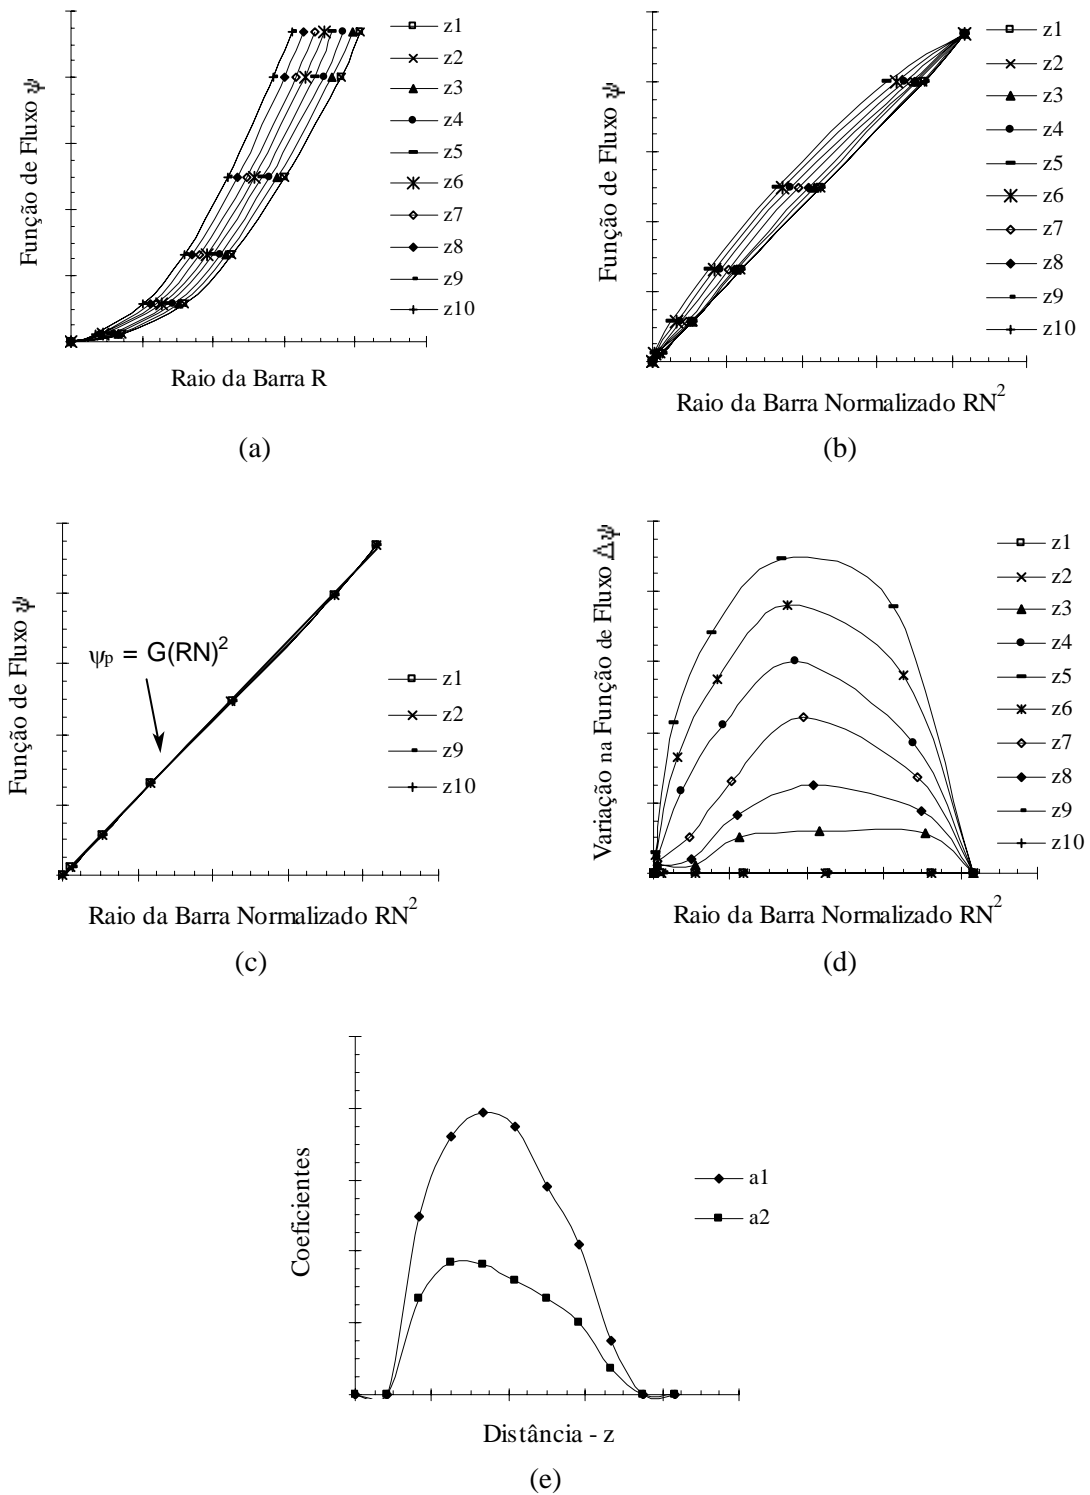 Função de Fluxo ψ
z1
z2
z3
z4
z5
z6
z7
z8
z9
z10
Raio da Barra R
(a)
Função de Fluxo ψ
z1
z2
z3
z4
z5
z6
z7
z8
z9
z10
Raio da Barra Normalizado RN²
(b)
Função de Fluxo ψ
ψp = G(RN)²
z1
z2
z9
z10
Raio da Barra Normalizado RN²
(c)
Variação na Função de Fluxo Δψ
z1
z2
z3
z4
z5
z6
z7
z8
z9
z10
Raio da Barra Normalizado RN²
(d)
Coeficientes
a1
a2
Distância - z
(e)